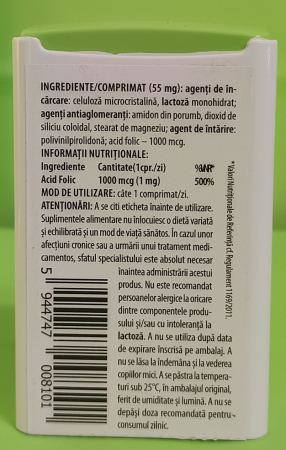 INGREDIENTE/COMPRIMAT (55 mg): agenți de în-
cărcare: celuloză microcristalină, lactoză monohidrat;
agenți antiaglomeranți: amidon din porumb, dioxid de
siliciu coloidal, stearat de magneziu; agent de întărire:
polivinilpirolidonă; acid folic – 1000 mcg.
INFORMAȚII NUTRIȚIONALE:
Ingrediente Cantitate(1cpr./zi) %VNR*
Acid Folic 1000 mcg (1 mg) 500%
MOD DE UTILIZARE: câte 1 comprimat/zi.
ATENȚIONĂRI: A se citi eticheta înainte de utilizare.
Suplimentele alimentare nu înlocuiesc o dietă variată
și echilibrată și un mod de viață sănătos. În cazul unor
afecțiuni cronice sau a urmării unui tratament medi-
camentos, sfatul specialistului este absolut necesar
înaintea administrării acestui
produs. Nu este recomandat
persoanelor alergice la oricare
dintre componentele produ-
sului și/sau cu intoleranță la
lactoză. A nu se utiliza după data
de expirare înscrisă pe ambalaj. A
nu se lăsa la îndemâna și la vederea
copiilor mici. A se păstra la tempera-
turi sub 25°C, în ambalajul original,
ferit de umiditate și lumină. A nu se
depăși doza recomandată pentru
consumul zilnic.
*Valori Nutriționale de Referință cf. Regulament 1169/2011.
5 944747 008101